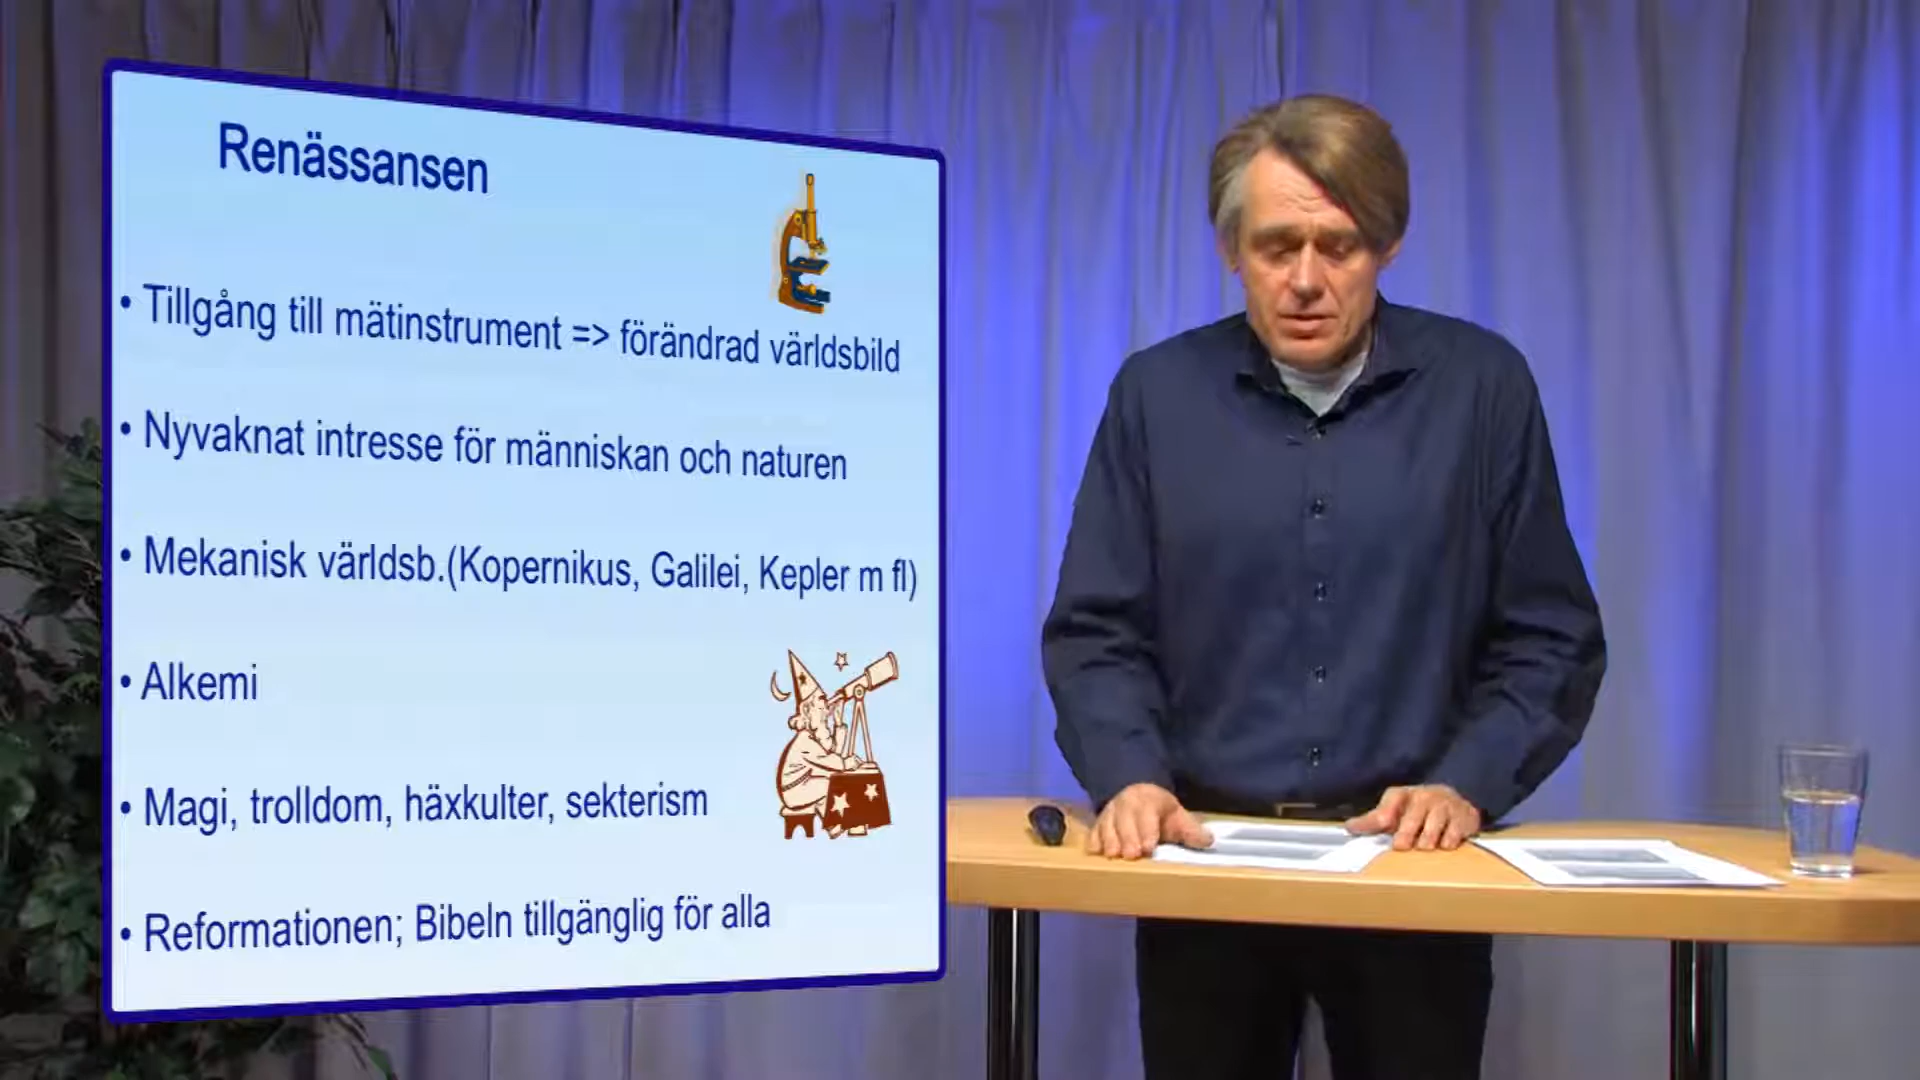 Renässansen
• Tillgång till mätinstrument => förändrad världsbild
• Nyvaknat intresse för människan och naturen
• Mekanisk världsb.(Kopernikus, Galilei, Kepler m fl)
• Alkemi
• Magi, trolldom, häxkulter, sekterism
• Reformationen; Bibeln tillgänglig för alla